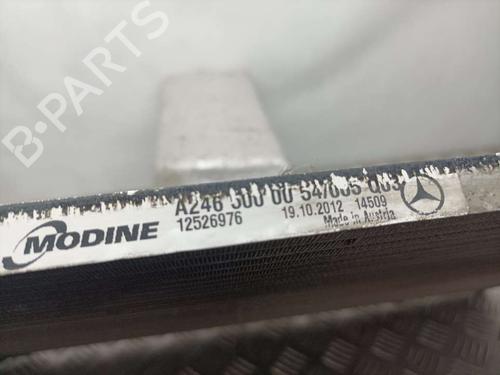 MODINE
A246 500 00 54/005 Q03
12526976 19.10.2012 14509
Made in Austria
B-PARTS